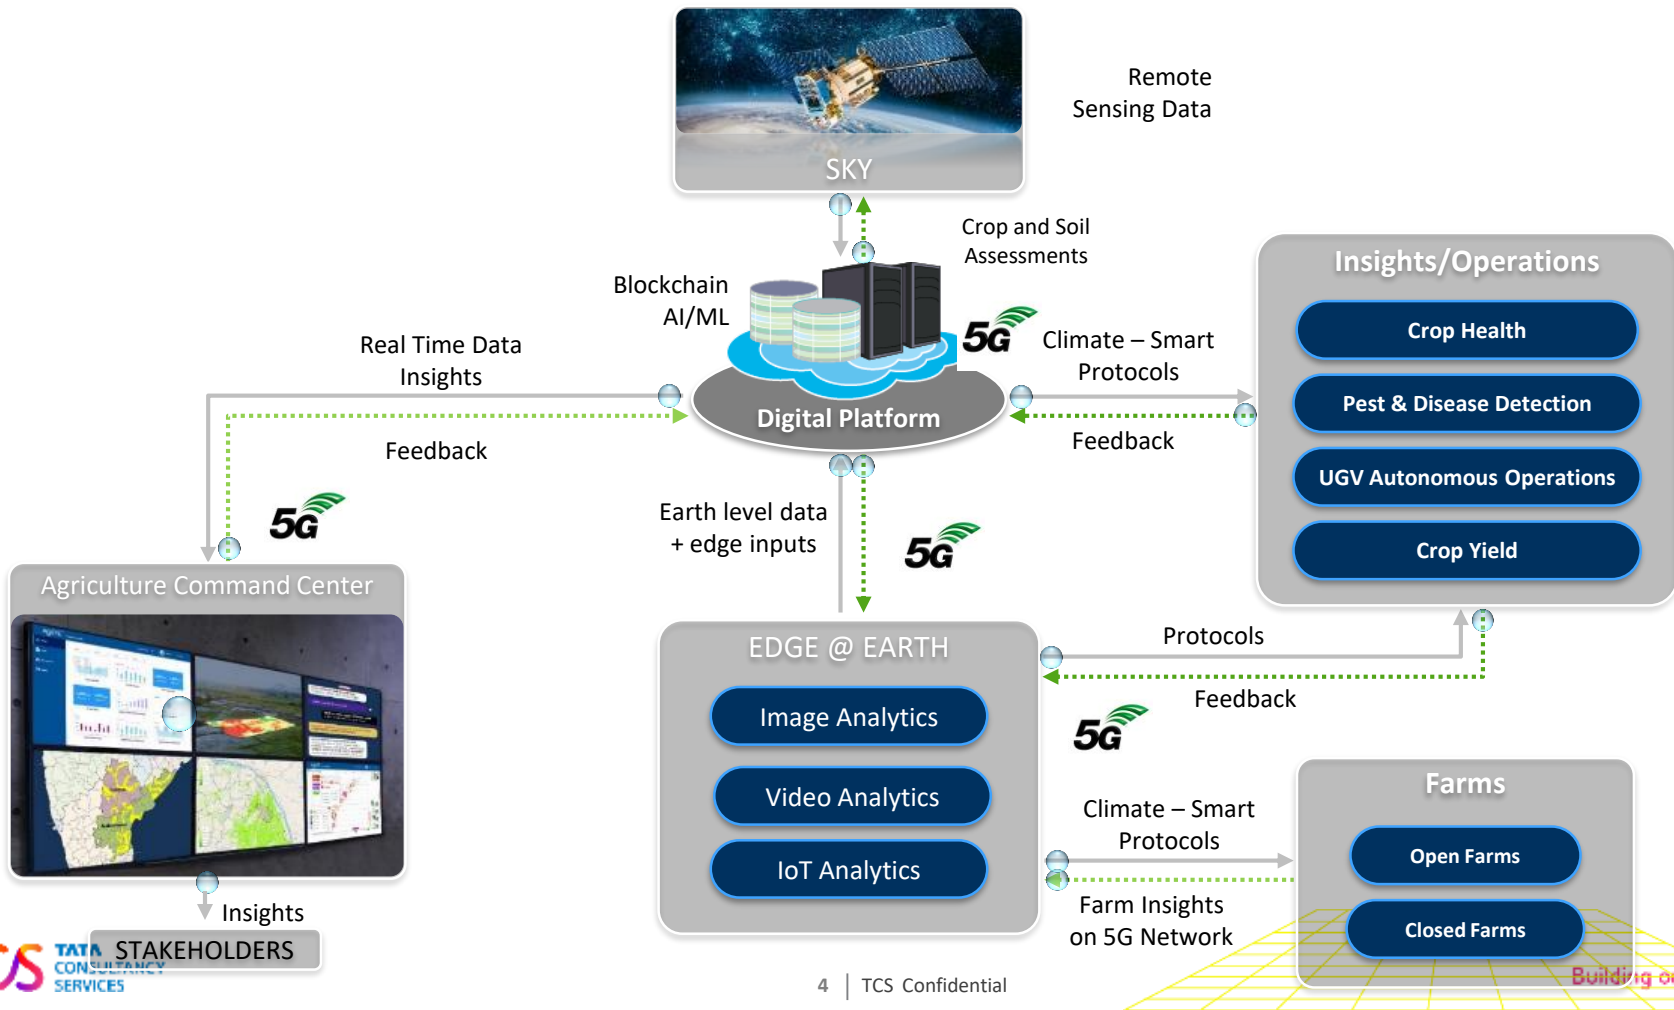 Remote
Sensing Data
SKY
Crop and Soil
Assessments
Blockchain
AI/ML
5G
Digital Platform
Real Time Data
Insights
Feedback
5G
Climate – Smart
Protocols
Feedback
Insights/Operations
Crop Health
Pest & Disease Detection
UGV Autonomous Operations
Crop Yield
Earth level data
+ edge inputs
5G
Agriculture Command Center
Insights
STAKEHOLDERS
EDGE @ EARTH
Image Analytics
Video Analytics
IoT Analytics
Protocols
Feedback
5G
Climate – Smart
Protocols
Farm Insights
on 5G Network
Farms
Open Farms
Closed Farms
TATA
CONSULTANCY
SERVICES
4
TCS Confidential
Building